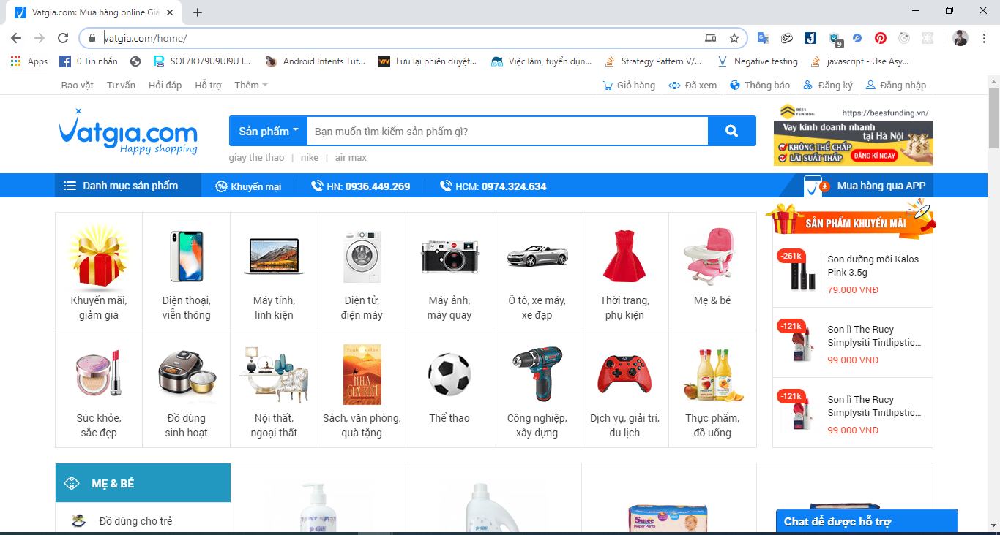 Vatgia.com: Mua hàng online Giá
vatgia.com/home/
Apps
0 Tin nhắn
SOL7IO79U9UI9U I...
Android Intents Tut...
Lưu lại phiên duyệt...
Việc làm, tuyển dụn...
Strategy Pattern V/...
Negative testing
javascript - Use Asy...
9
Rao vặt Tư vấn Hỏi đáp Hỗ trợ Thêm
Giỏ hàng Đã xem Thông báo Đăng ký Đăng nhập
Vatgia.com
Happy shopping
Sản phẩm
Bạn muốn tìm kiếm sản phẩm gì?
giay the thao | nike | air max
BEES
FUNDING
https://beesfunding.vn/
Vay kinh doanh nhanh
tại Hà Nội
KHÔNG THẾ CHẤP
LÃI SUẤT THẤP
ĐĂNG KÍ NGAY
Danh mục sản phẩm
Khuyến mại
HN: 0936.449.269
HCM: 0974.324.634
Mua hàng qua APP
Khuyến mãi,
giảm giá
Điện thoại,
viễn thông
Máy tính,
linh kiện
Điện tử,
điện máy
Máy ảnh,
máy quay
Ô tô, xe máy,
xe đạp
Thời trang,
phụ kiện
Mẹ & bé
Sức khỏe,
sắc đẹp
Đồ dùng
sinh hoạt
Nội thất,
ngoại thất
NHÀ
GIẢ KIM
Sách, văn phòng,
quà tặng
Thể thao
Công nghiệp,
xây dựng
Dịch vụ, giải trí,
du lịch
Thực phẩm,
đồ uống
SẢN PHẨM KHUYẾN MÃI
-261k
Son dưỡng môi Kalos
Pink 3.5g
79.000 VNĐ
-121k
Son lì The Rucy
Simplysiti Tintlipstic...
99.000 VNĐ
-121k
Son lì The Rucy
Simplysiti Tintlipstic...
99.000 VNĐ
MẸ & BÉ
Đồ dùng cho trẻ
Smee
Diaper Pants
Chat để được hỗ trợ